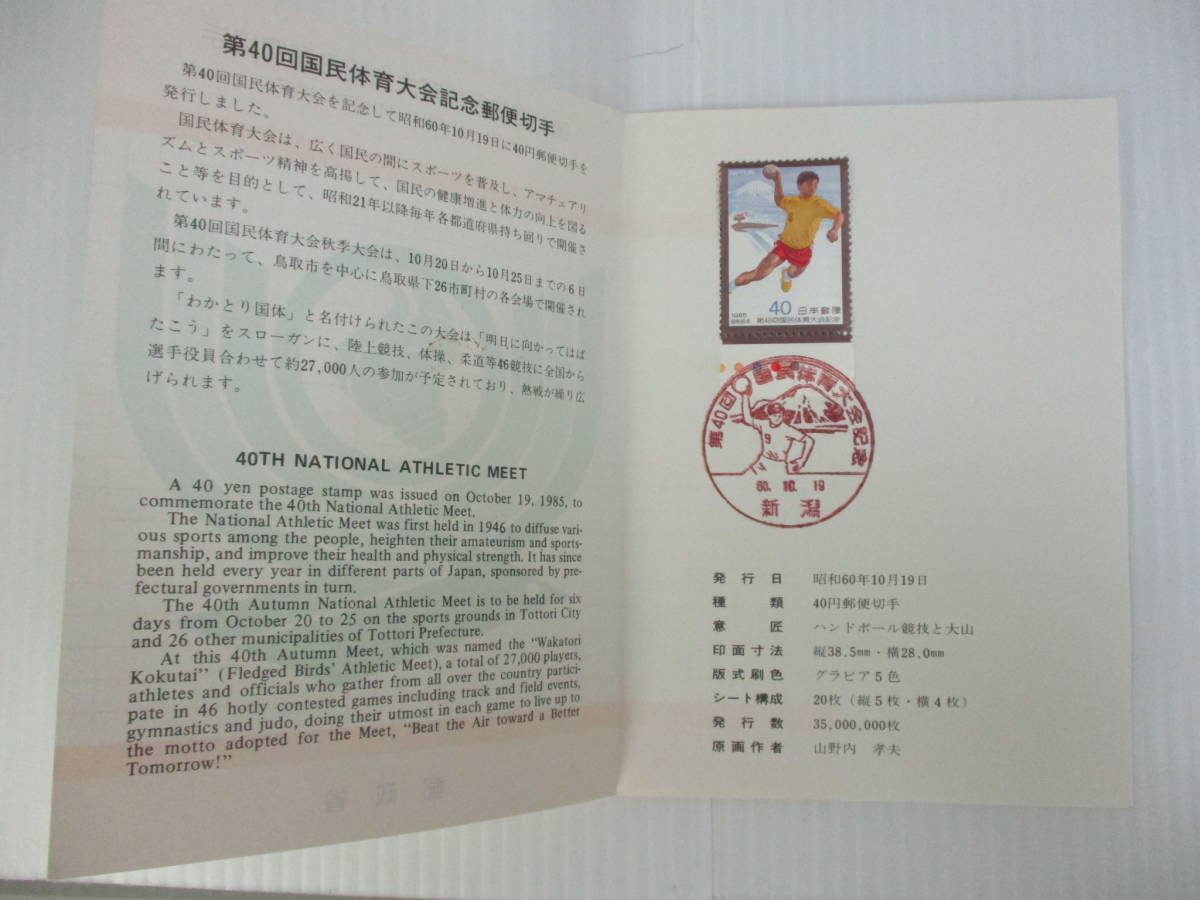 第40回国民体育大会記念郵便切手
第40回国民体育大会を記念して昭和60年10月19日に40円郵便切手を
発行しました。
国民体育大会は、広く国民の間にスポーツを普及し、アマチュアリ
ズムとスポーツ精神を高揚して、国民の健康増進と体力の向上を図る
こと等を目的として、昭和21年以降毎年各都道府県持ち回りで開催さ
れています。
第40回国民体育大会秋季大会は、10月20日から10月25日までの6日
間にわたって、鳥取市を中心に鳥取県下26市町村の各会場で開催され
ます。
「わかとり国体」と名付けられたこの大会は「明日に向かってはば
たこう」をスローガンに、陸上競技、体操、柔道等46競技に全国から
選手役員合わせて約27,000人の参加が予定されており、熱戦が繰り広
げられます。
40TH NATIONAL ATHLETIC MEET
A 40 yen postage stamp was issued on October 19, 1985, to
commemorate the 40th National Athletic Meet.
The National Athletic Meet was first held in 1946 to diffuse vari-
ous sports among the people, heighten their amateurism and sports-
manship, and improve their health and physical strength. It has since
been held every year in different parts of Japan, sponsored by pre-
fectural governments in turn.
The 40th Autumn National Athletic Meet is to be held for six
days from October 20 to 25 on the sports grounds in Tottori City
and 26 other municipalities of Tottori Prefecture.
At this 40th Autumn Meet, which was named the "Wakatori
Kokutai" (Fledged Birds' Athletic Meet), a total of 27,000 players,
athletes and officials who gather from all over the country partici-
pate in 46 hotly contested games including track and field events,
gymnastics and judo, doing their utmost in each game to live up to
the motto adopted for the Meet, "Beat the Air toward a Better
Tomorrow!"
1985
40 日本郵便
第40回国民体育大会記念
第40回国民体育大会記念
9
60. 10. 19
新潟
発行日 昭和60年10月19日
種類 40円郵便切手
意匠 ハンドボール競技と大山
印面寸法 縦38.5mm・横28.0mm
版式刷色 グラビア5色
シート構成 20枚(縦5枚・横4枚)
発行数 35,000,000枚
原画作者 山野内 孝夫